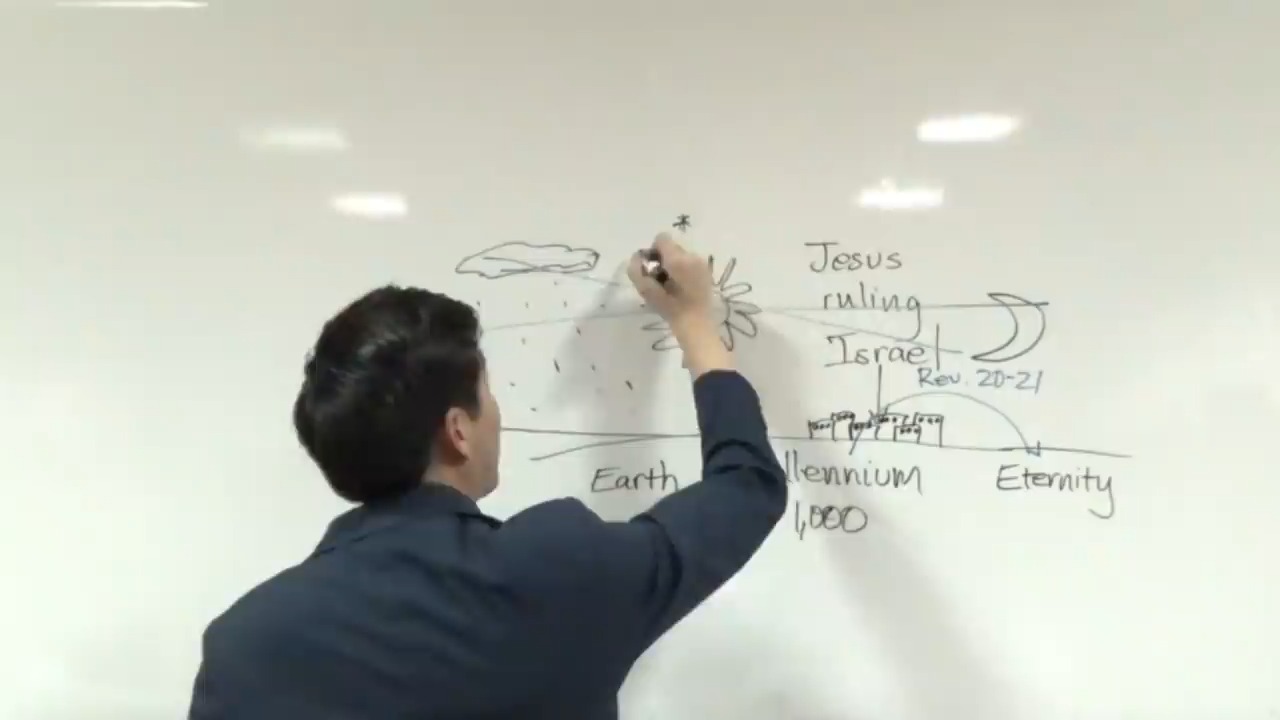 *
Jesus
ruling
Israel
Rev. 20-21
Earth
llennium
Eternity
1,000